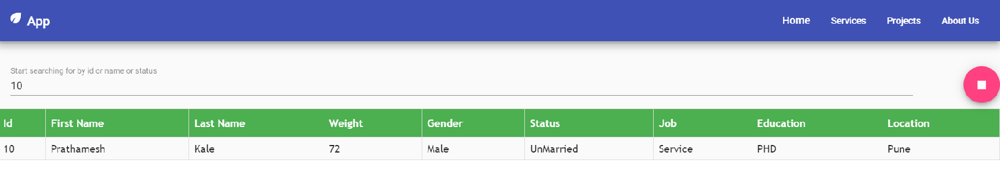 App Home Services Projects About Us
Start searching for by id or name or status
10
Id First Name Last Name Weight Gender Status Job Education Location
10 Prathamesh Kale 72 Male UnMarried Service PHD Pune